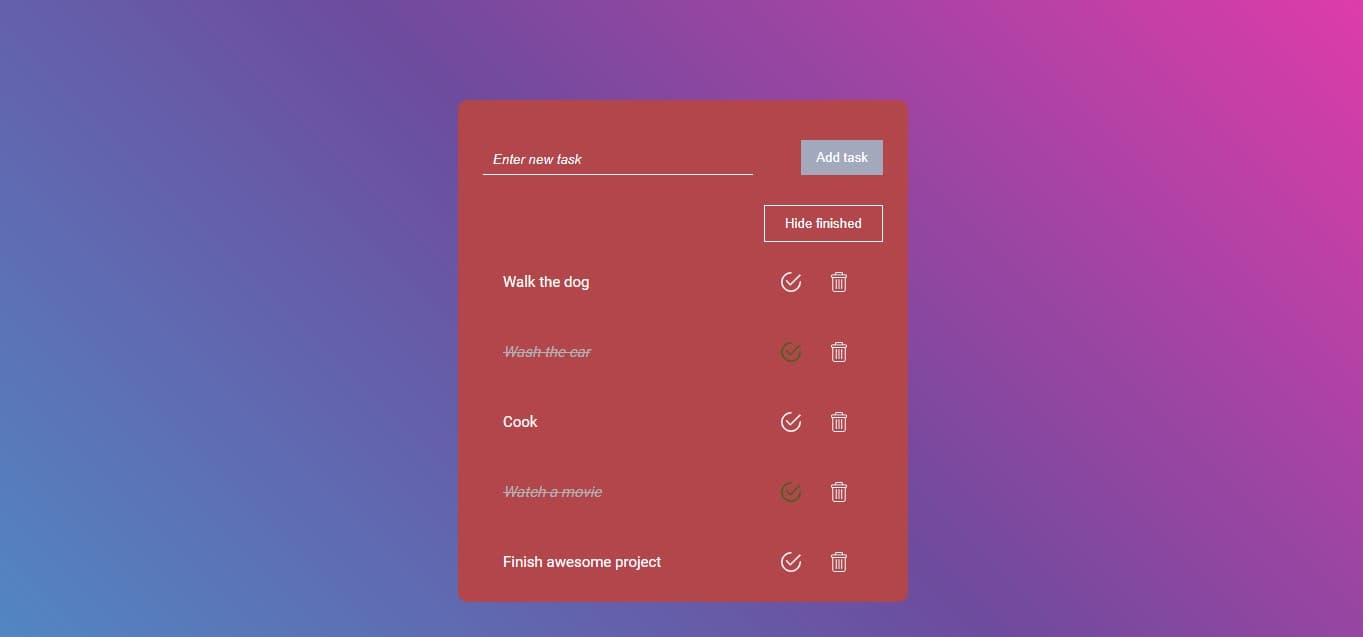 Enter new task
Add task
Hide finished
Walk the dog
Wash the car
Cook
Watch a movie
Finish awesome project